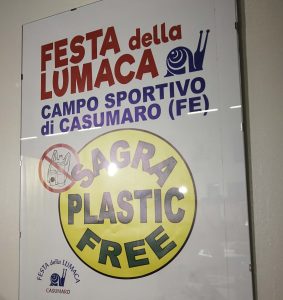 FESTA della
LUMACA
CAMPO SPORTIVO
di CASUMARO (FE)
SAGRA
PLASTIC
FREE
FESTA della LUMACA
CASUMARO